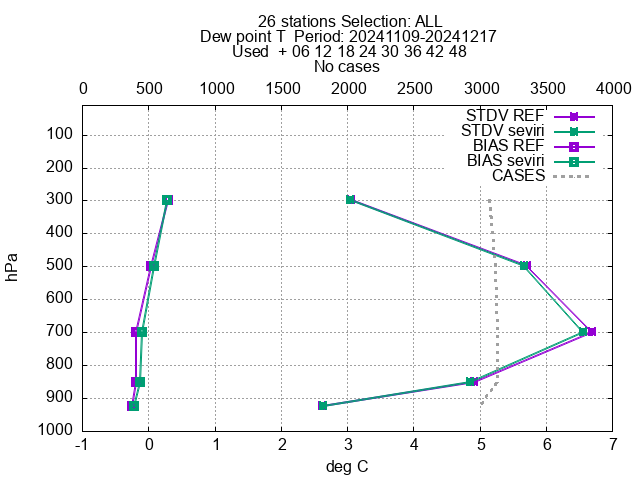 26 stations Selection: ALL
Dew point T  Period: 20241109-20241217
Used  + 06 12 18 24 30 36 42 48
No cases
0 500 1000 1500 2000 2500 3000 3500 4000
STDV REF
STDV seviri
BIAS REF
BIAS seviri
CASES
100
200
300
400
500
600
700
800
900
1000
hPa
-1 0 1 2 3 4 5 6 7
deg C